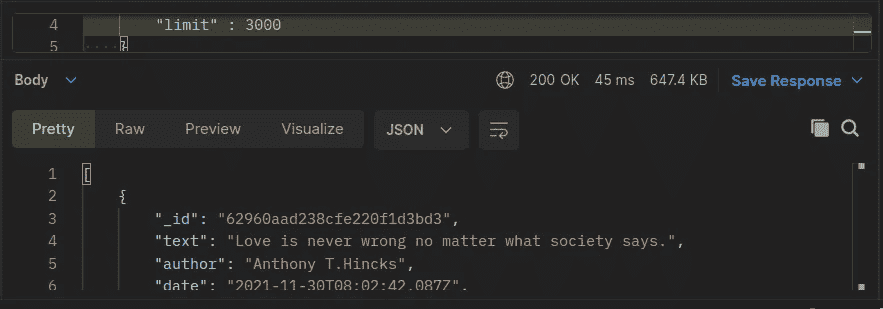 4 "limit" : 3000
5 }
Body 200 OK 45 ms 647.4 KB Save Response
Pretty Raw Preview Visualize JSON
1 [
2 {
3 "_id": "62960aad238cfe220f1d3bd3",
4 "text": "Love is never wrong no matter what society says.",
5 "author": "Anthony T.Hincks",
6 "date": "2021-11-30T08:02:42.087Z",